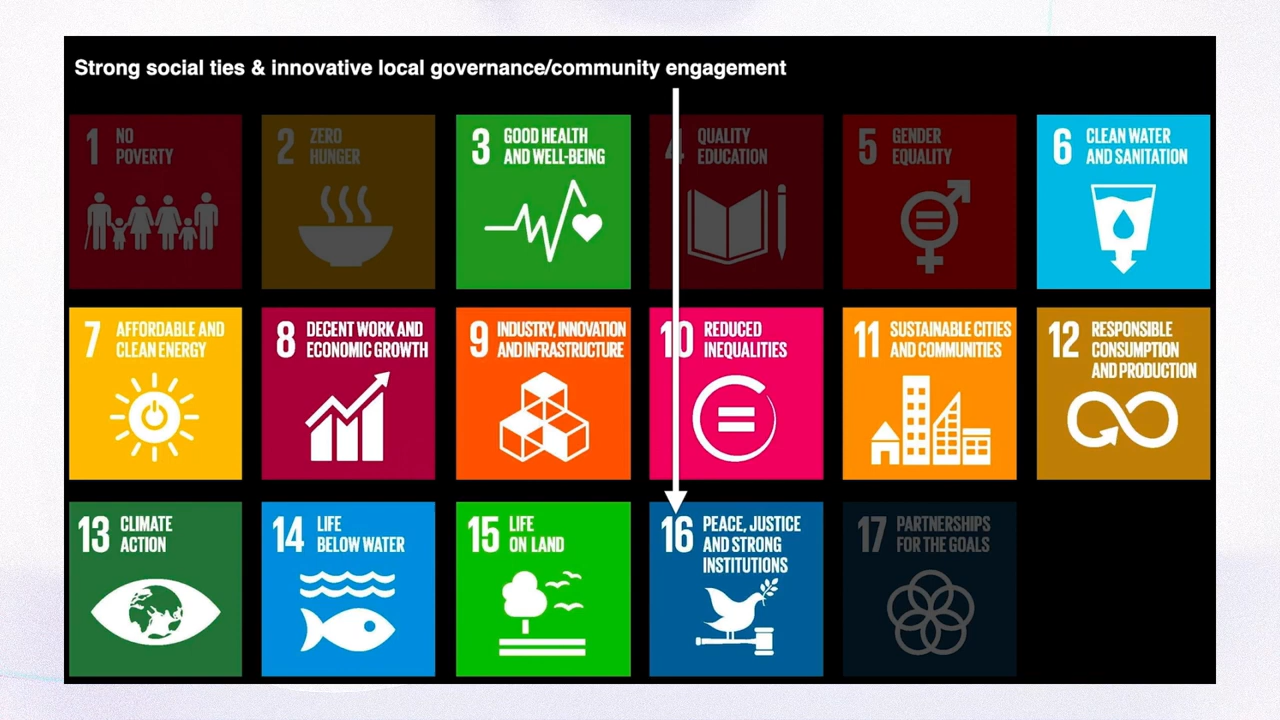 Strong social ties & innovative local governance/community engagement
1 NO
POVERTY
2 ZERO
HUNGER
3 GOOD HEALTH
AND WELL-BEING
4 QUALITY
EDUCATION
5 GENDER
EQUALITY
6 CLEAN WATER
AND SANITATION
7 AFFORDABLE AND
CLEAN ENERGY
8 DECENT WORK AND
ECONOMIC GROWTH
9 INDUSTRY, INNOVATION
AND INFRASTRUCTURE
10 REDUCED
INEQUALITIES
11 SUSTAINABLE CITIES
AND COMMUNITIES
12 RESPONSIBLE
CONSUMPTION
AND PRODUCTION
13 CLIMATE
ACTION
14 LIFE
BELOW WATER
15 LIFE
ON LAND
16 PEACE, JUSTICE
AND STRONG
INSTITUTIONS
17 PARTNERSHIPS
FOR THE GOALS